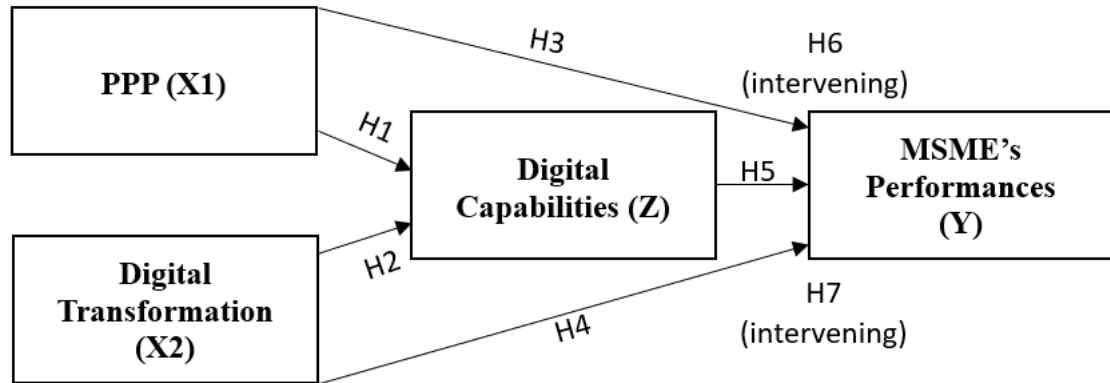 PPP (X1)
H3
H6
(intervening)
H1
Digital
Capabilities (Z)
H5
MSME’s
Performances
(Y)
H2
Digital
Transformation
(X2)
H4
H7
(intervening)